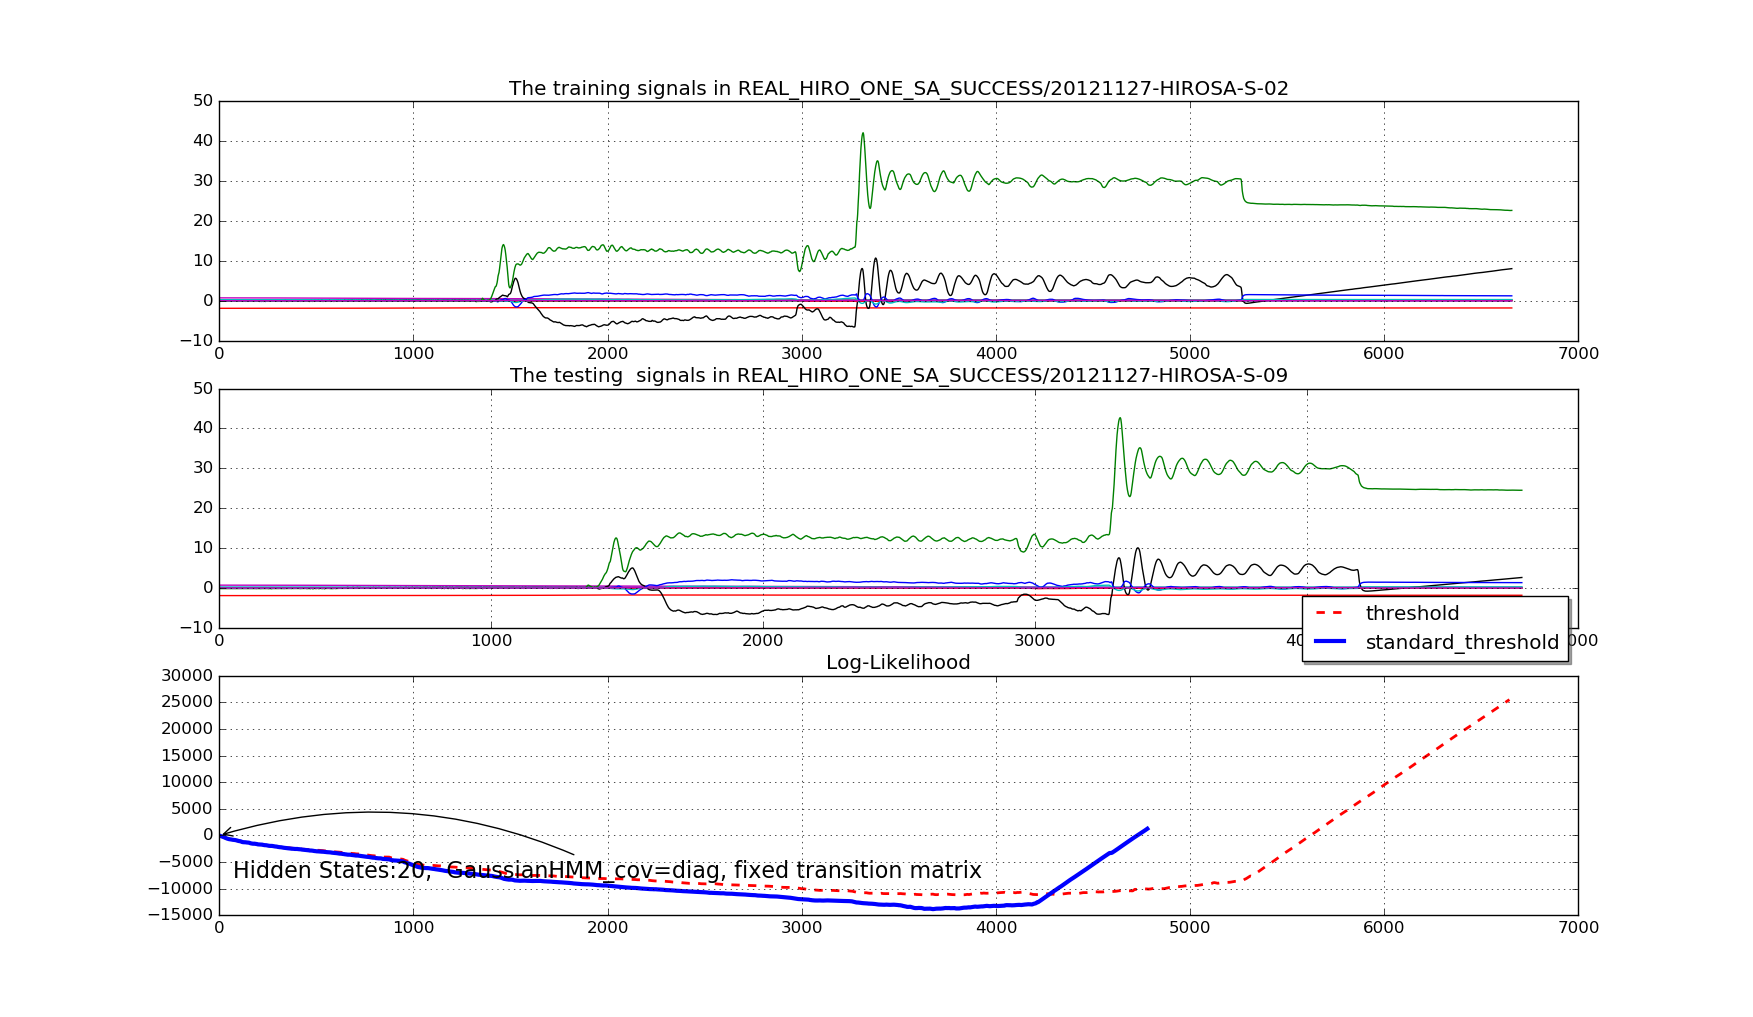 The training signals in REAL_HIRO_ONE_SA_SUCCESS/20121127-HIROSA-S-02
50
40
30
20
10
0
−10
0 1000 2000 3000 4000 5000 6000 7000
The testing  signals in REAL_HIRO_ONE_SA_SUCCESS/20121127-HIROSA-S-09
50
40
30
20
10
0
−10
threshold
standard_threshold
0 1000 2000 3000
Log-Likelihood
30000
25000
20000
15000
10000
5000
0
−5000
−10000
−15000
Hidden States:20,  GaussianHMM_cov=diag, fixed transition matrix
0 1000 2000 3000 4000 5000 6000 7000